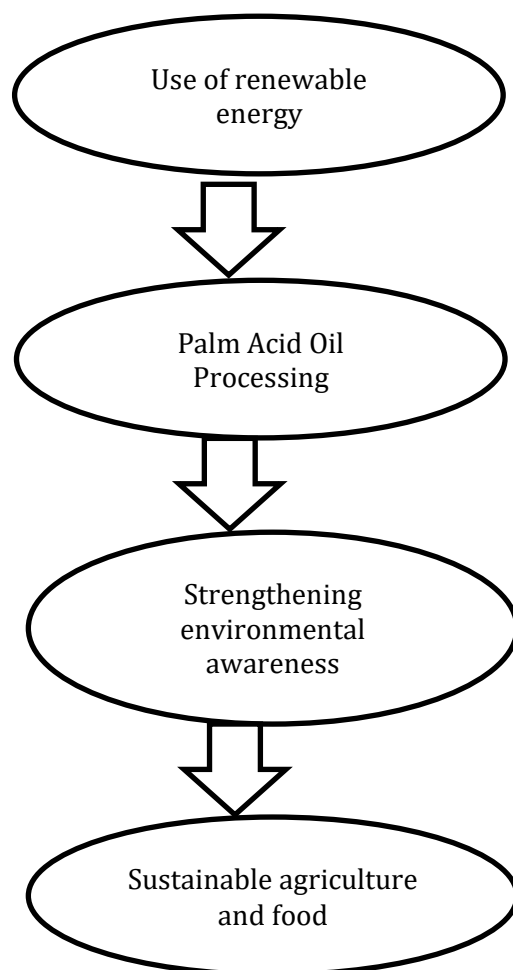 Use of renewable
energy
Palm Acid Oil
Processing
Strengthening
environmental
awareness
Sustainable agriculture
and food